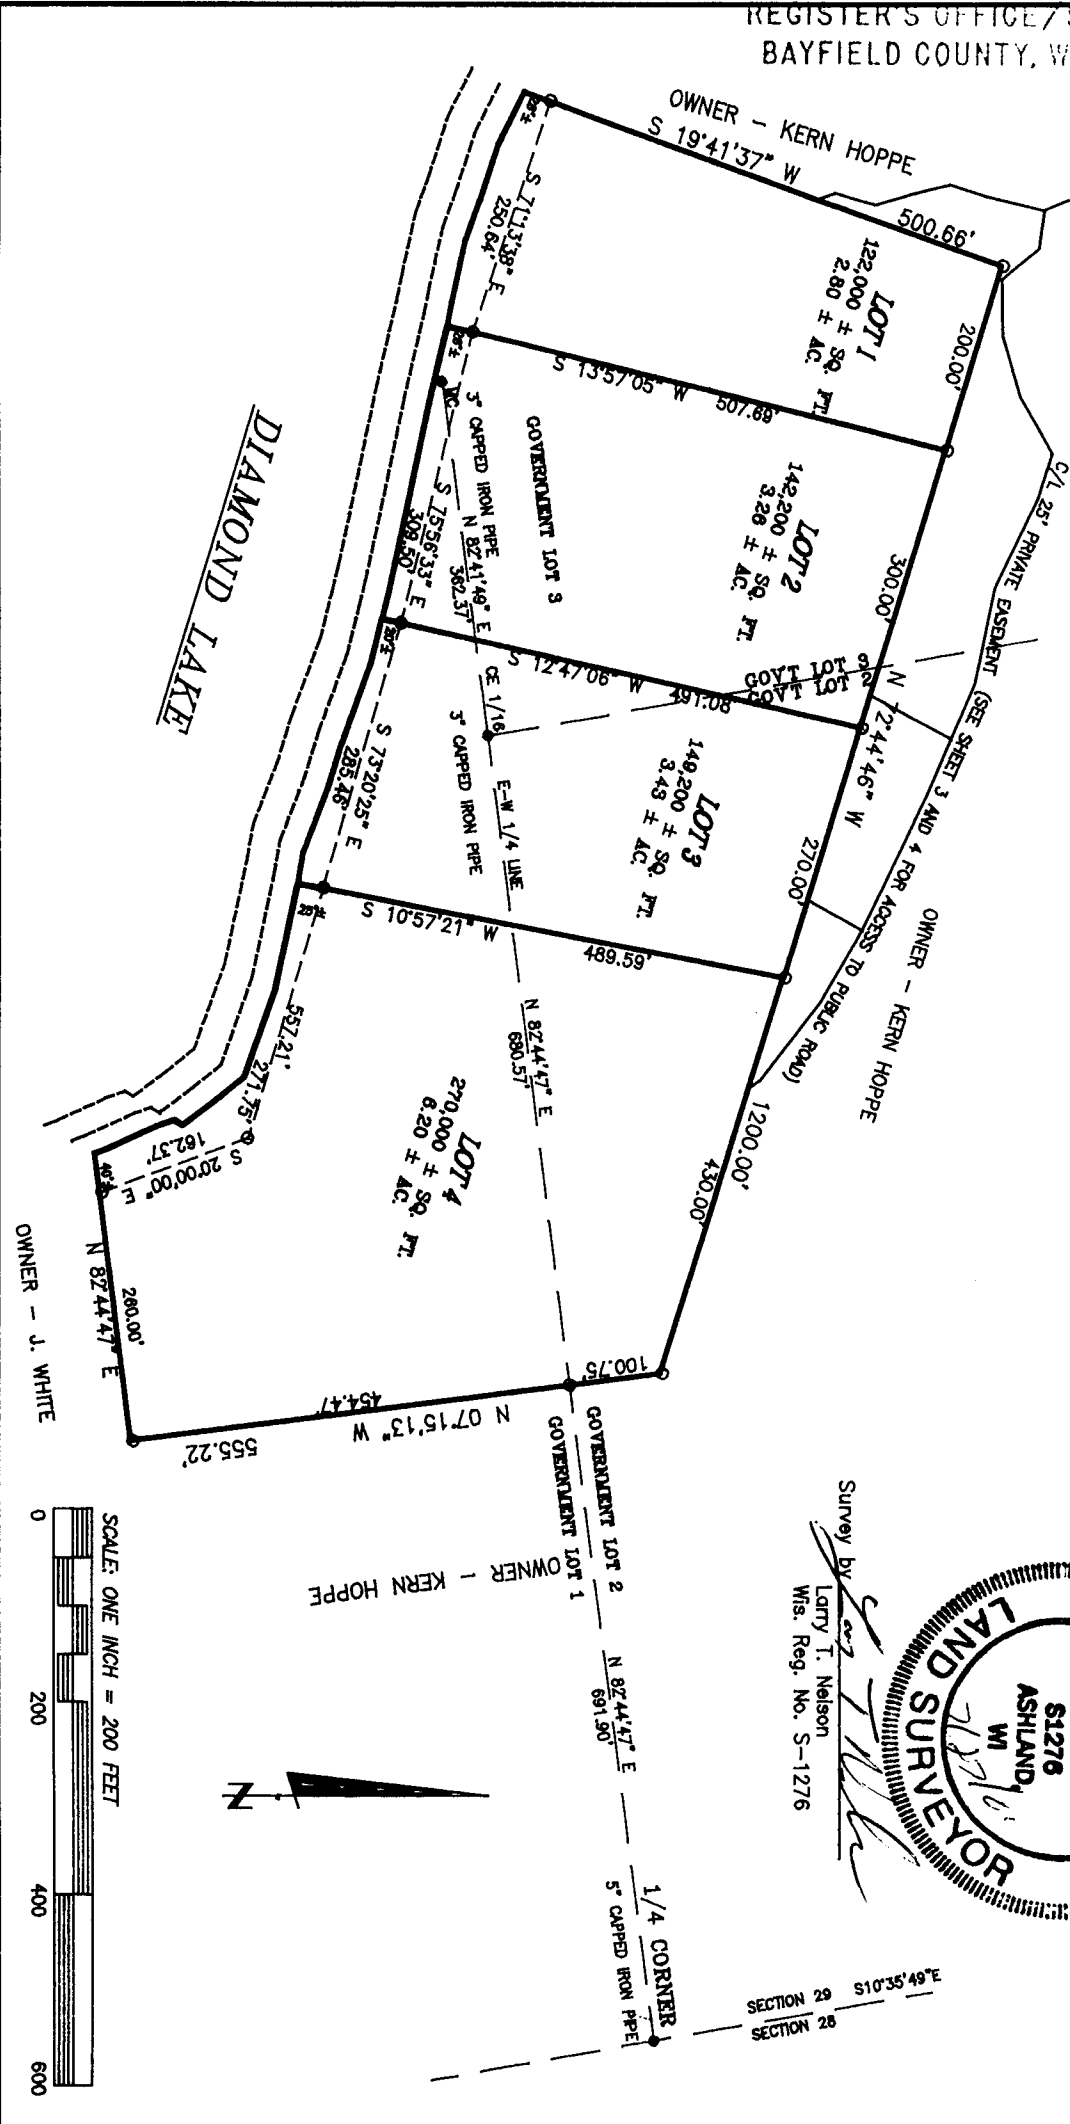 REGISTER'S OFFICE/
BAYFIELD COUNTY, W
OWNER - KERN HOPPE
S 19°41'37" W
500.66'
28'±
S 71°13'38" E
250.64'
LOT 1
122,000 ± SQ. FT.
2.80 ± AC.
200.00'
S 13°57'05" W
507.69'
WC
3" CAPPED IRON PIPE
GOVERNMENT LOT 3
S 75°56'33" E
309.50'
N 82°41'49" E
362.37'
LOT 2
142,200 ± SQ. FT.
3.26 ± AC.
300.00'
C/L 25' PRIVATE EASEMENT (SEE SHEET 3 AND 4 FOR ACCESS TO PUBLIC ROAD)
DIAMOND LAKE
20'±
S 12°47'06" W
491.08'
GOVT LOT 3
GOVT LOT 2
N 72°44'46" W
CE 1/16
3" CAPPED IRON PIPE
E-W 1/4 LINE
S 73°20'25" E
285.46'
LOT 3
149,200 ± SQ. FT.
3.43 ± AC.
270.00'
OWNER - KERN HOPPE
S 10°57'21" W
489.59'
557.21'
271.75'
N 82°44'47" E
680.57'
1200.00'
430.00'
LOT 4
270,000 ± SQ. FT.
6.20 ± AC.
S 20°00'00" E
162.37'
40'±
N 82°44'47" E
260.00'
OWNER - J. WHITE
100.75'
454.47'
N 07°15'13" W
555.22'
GOVERNMENT LOT 2
GOVERNMENT LOT 1
OWNER - KERN HOPPE
N 82°44'47" E
691.90'
1/4 CORNER
5" CAPPED IRON PIPE
SECTION 29
SECTION 28
S10°35'49"E
SCALE: ONE INCH = 200 FEET
0 200 400 600
N
Survey by
Larry T. Nelson
Wis. Reg. No. S-1276
S1276
ASHLAND,
WI
LAND SURVEYOR